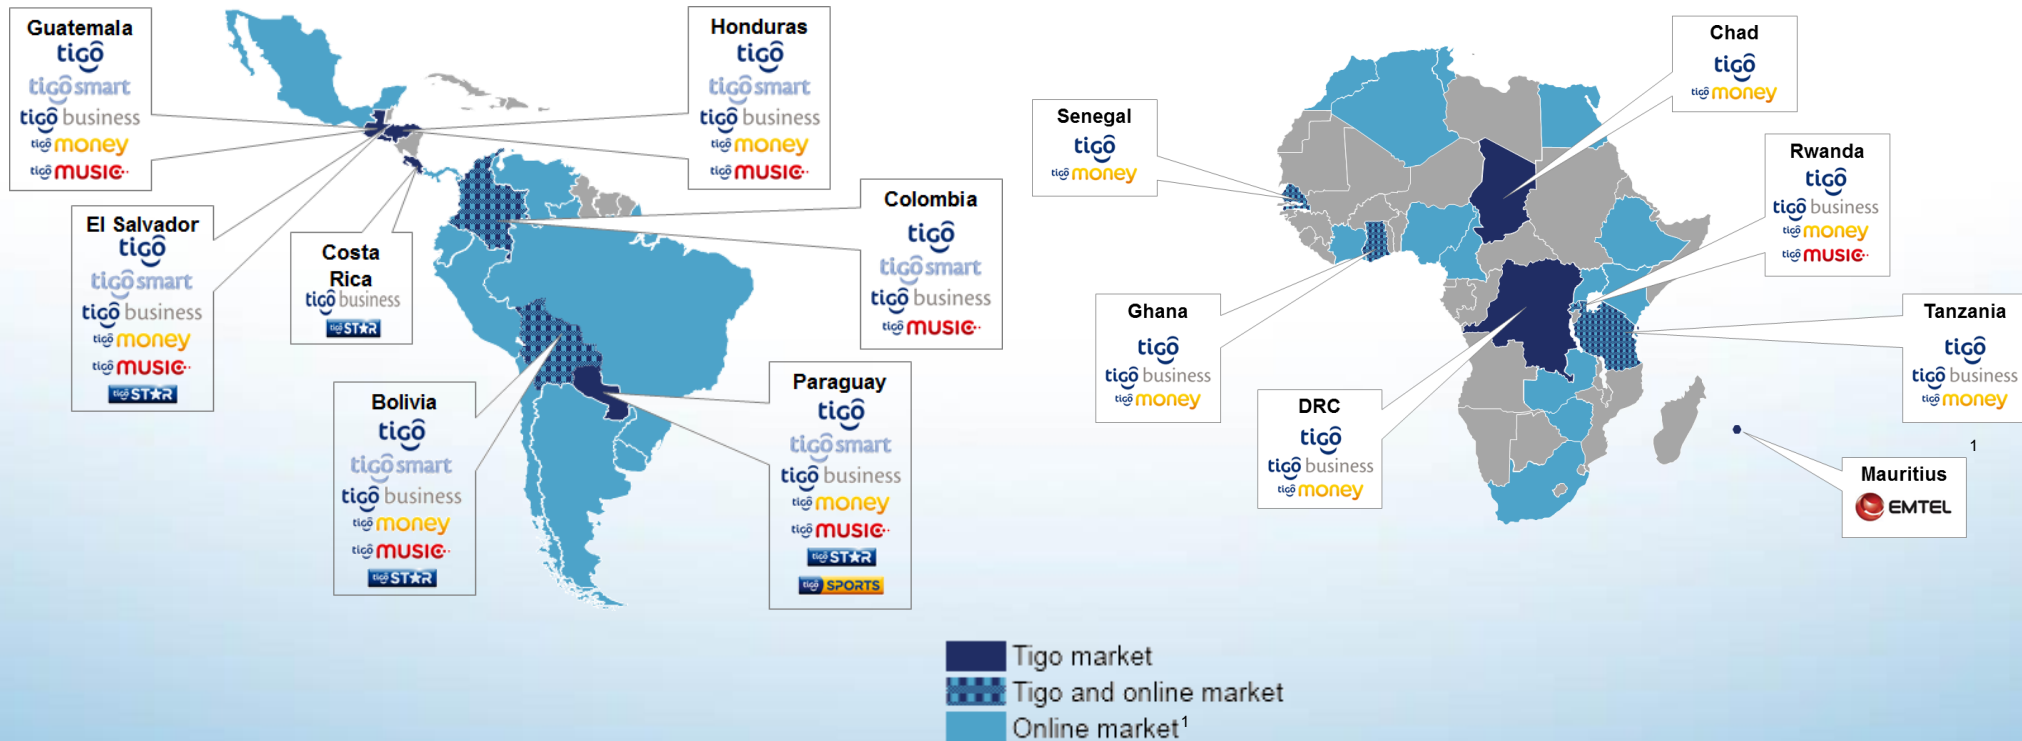 Guatemala
tigo
tigo smart
tigo business
tigo money
tigo MUSIC
Honduras
tigo
tigo smart
tigo business
tigo money
tigo MUSIC
El Salvador
tigo
tigo smart
tigo business
tigo money
tigo MUSIC
tigo STAR
Costa
Rica
tigo business
tigo STAR
Colombia
tigo
tigo smart
tigo business
tigo MUSIC
Bolivia
tigo
tigo smart
tigo business
tigo money
tigo MUSIC
tigo STAR
Paraguay
tigo
tigo smart
tigo business
tigo money
tigo MUSIC
tigo STAR
tigo SPORTS
Senegal
tigo
tigo money
Chad
tigo
tigo money
Rwanda
tigo
tigo business
tigo money
tigo MUSIC
Ghana
tigo
tigo business
tigo money
DRC
tigo
tigo business
tigo money
Tanzania
tigo
tigo business
tigo money
1
Mauritius
EMTEL
Tigo market
Tigo and online market
Online market1